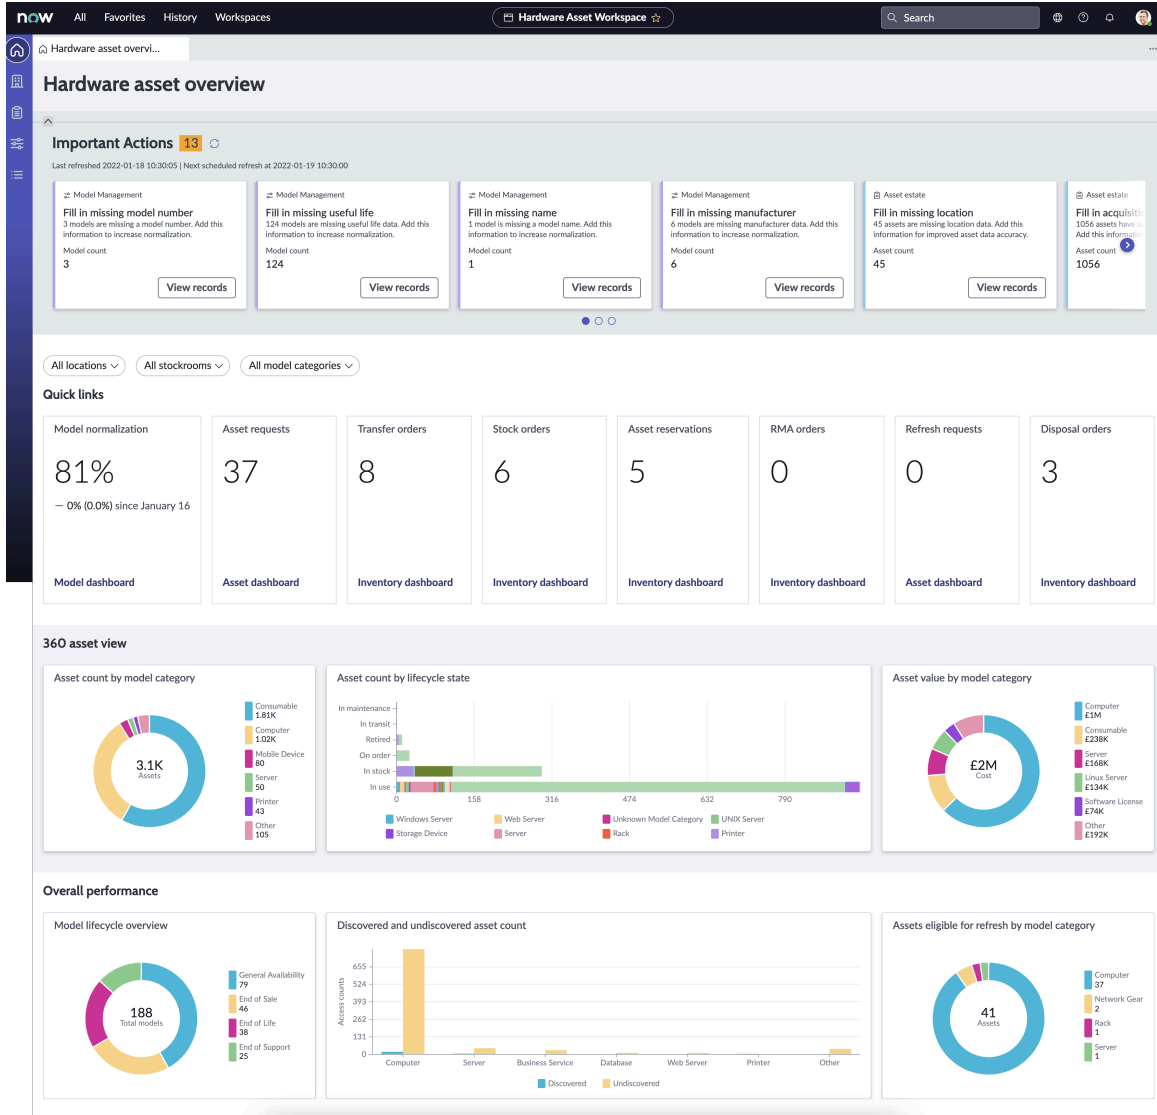 now All Favorites History Workspaces Hardware Asset Workspace Search
Hardware asset overvi...
Hardware asset overview
Important Actions 13
Last refreshed 2022-01-18 10:30:05 | Next scheduled refresh at 2022-01-19 10:30:00
Model Management
Fill in missing model number
3 models are missing a model number. Add this
information to increase normalization.
Model count
3
View records
Model Management
Fill in missing useful life
124 models are missing useful life data. Add this
information to increase normalization.
Model count
124
View records
Model Management
Fill in missing name
1 model is missing a model name. Add this
information to increase normalization.
Model count
1
View records
Model Management
Fill in missing manufacturer
6 models are missing manufacturer data. Add this
information to increase normalization.
Model count
6
View records
Asset estate
Fill in missing location
45 assets are missing location data. Add this
information for improved asset data accuracy.
Asset count
45
View records
Asset estate
Fill in acquisitic
1056 assets have
Add this information
Asset count
1056
All locations All stockrooms All model categories
Quick links
Model normalization
81%
— 0% (0.0%) since January 16
Model dashboard
Asset requests
37
Asset dashboard
Transfer orders
8
Inventory dashboard
Stock orders
6
Inventory dashboard
Asset reservations
5
Inventory dashboard
RMA orders
0
Inventory dashboard
Refresh requests
0
Asset dashboard
Disposal orders
3
Inventory dashboard
360 asset view
Asset count by model category
3.1K
Assets
Consumable
1.81K
Computer
1.02K
Mobile Device
80
Server
50
Printer
43
Other
105
Asset count by lifecycle state
In maintenance
In transit
Retired
On order
In stock
In use
0 158 316 474 632 790
Windows Server Web Server Unknown Model Category UNIX Server
Storage Device Server Rack Printer
Asset value by model category
£2M
Cost
Computer
£1M
Consumable
£238K
Server
£168K
Linux Server
£134K
Software License
£74K
Other
£192K
Overall performance
Model lifecycle overview
188
Total models
General Availability
79
End of Sale
46
End of Life
38
End of Support
25
Discovered and undiscovered asset count
Access counts
655
524
393
262
131
0
Computer Server Business Service Database Web Server Printer Other
Discovered Undiscovered
Assets eligible for refresh by model category
41
Assets
Computer
37
Network Gear
2
Rack
1
Server
1